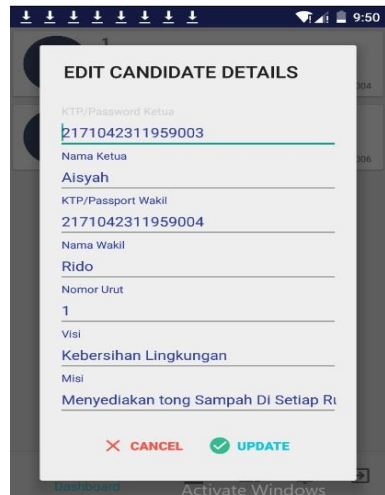 9:50
1
EDIT CANDIDATE DETAILS
004
KTP/Password Ketua
2171042311959003
Nama Ketua
006
Aisyah
KTP/Passport Wakil
2171042311959004
Nama Wakil
Rido
Nomor Urut
1
Visi
Kebersihan Lingkungan
Misi
Menyediakan tong Sampah Di Setiap Ru
CANCEL UPDATE
Dashboard
Activate Windows